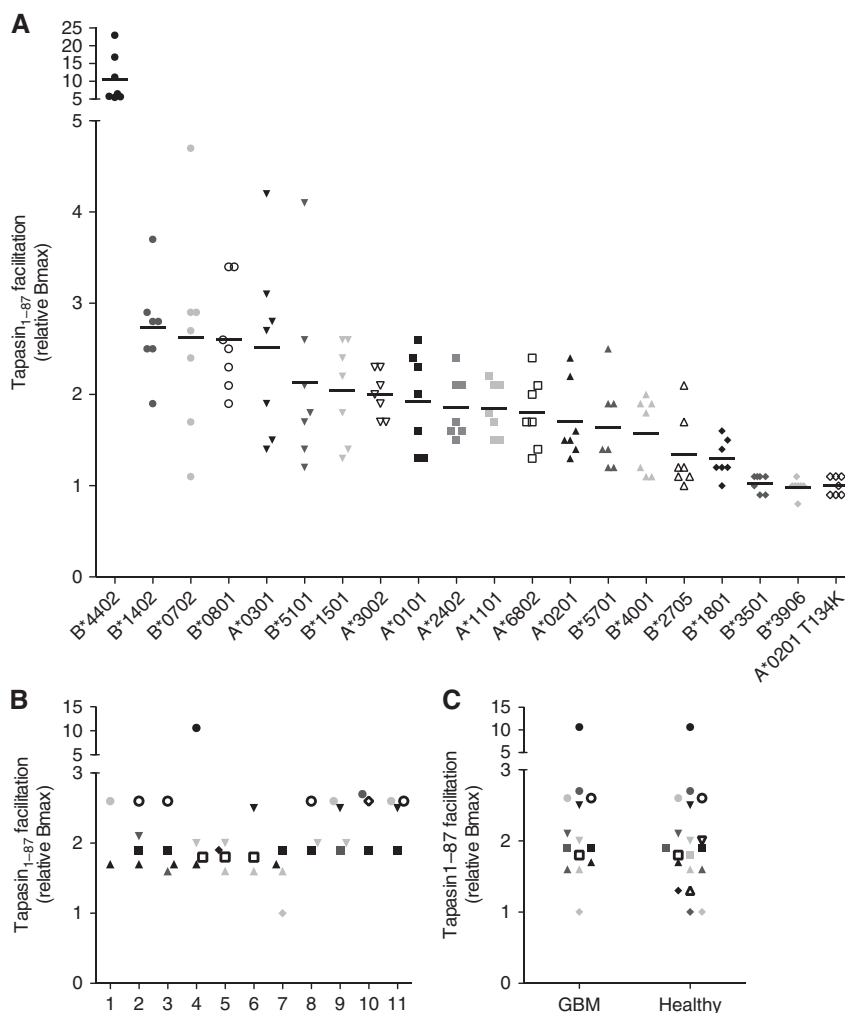 A
25
20
15
10
5
5
4
3
2
1
0
Tapasin1–87 facilitation
(relative Bmax)
B*4402
B*1402
B*0702
B*0801
A*0301
B*5101
B*1501
A*3002
A*0101
A*2402
A*1101
A*6802
A*0201
B*5701
B*4001
B*2705
B*1801
B*3501
B*3906
A*0201 T134K
B
15
10
5
3
2
1
0
Tapasin1–87 facilitation
(relative Bmax)
1 2 3 4 5 6 7 8 9 10 11
C
15
10
5
3
2
1
0
Tapasin1–87 facilitation
(relative Bmax)
GBM Healthy